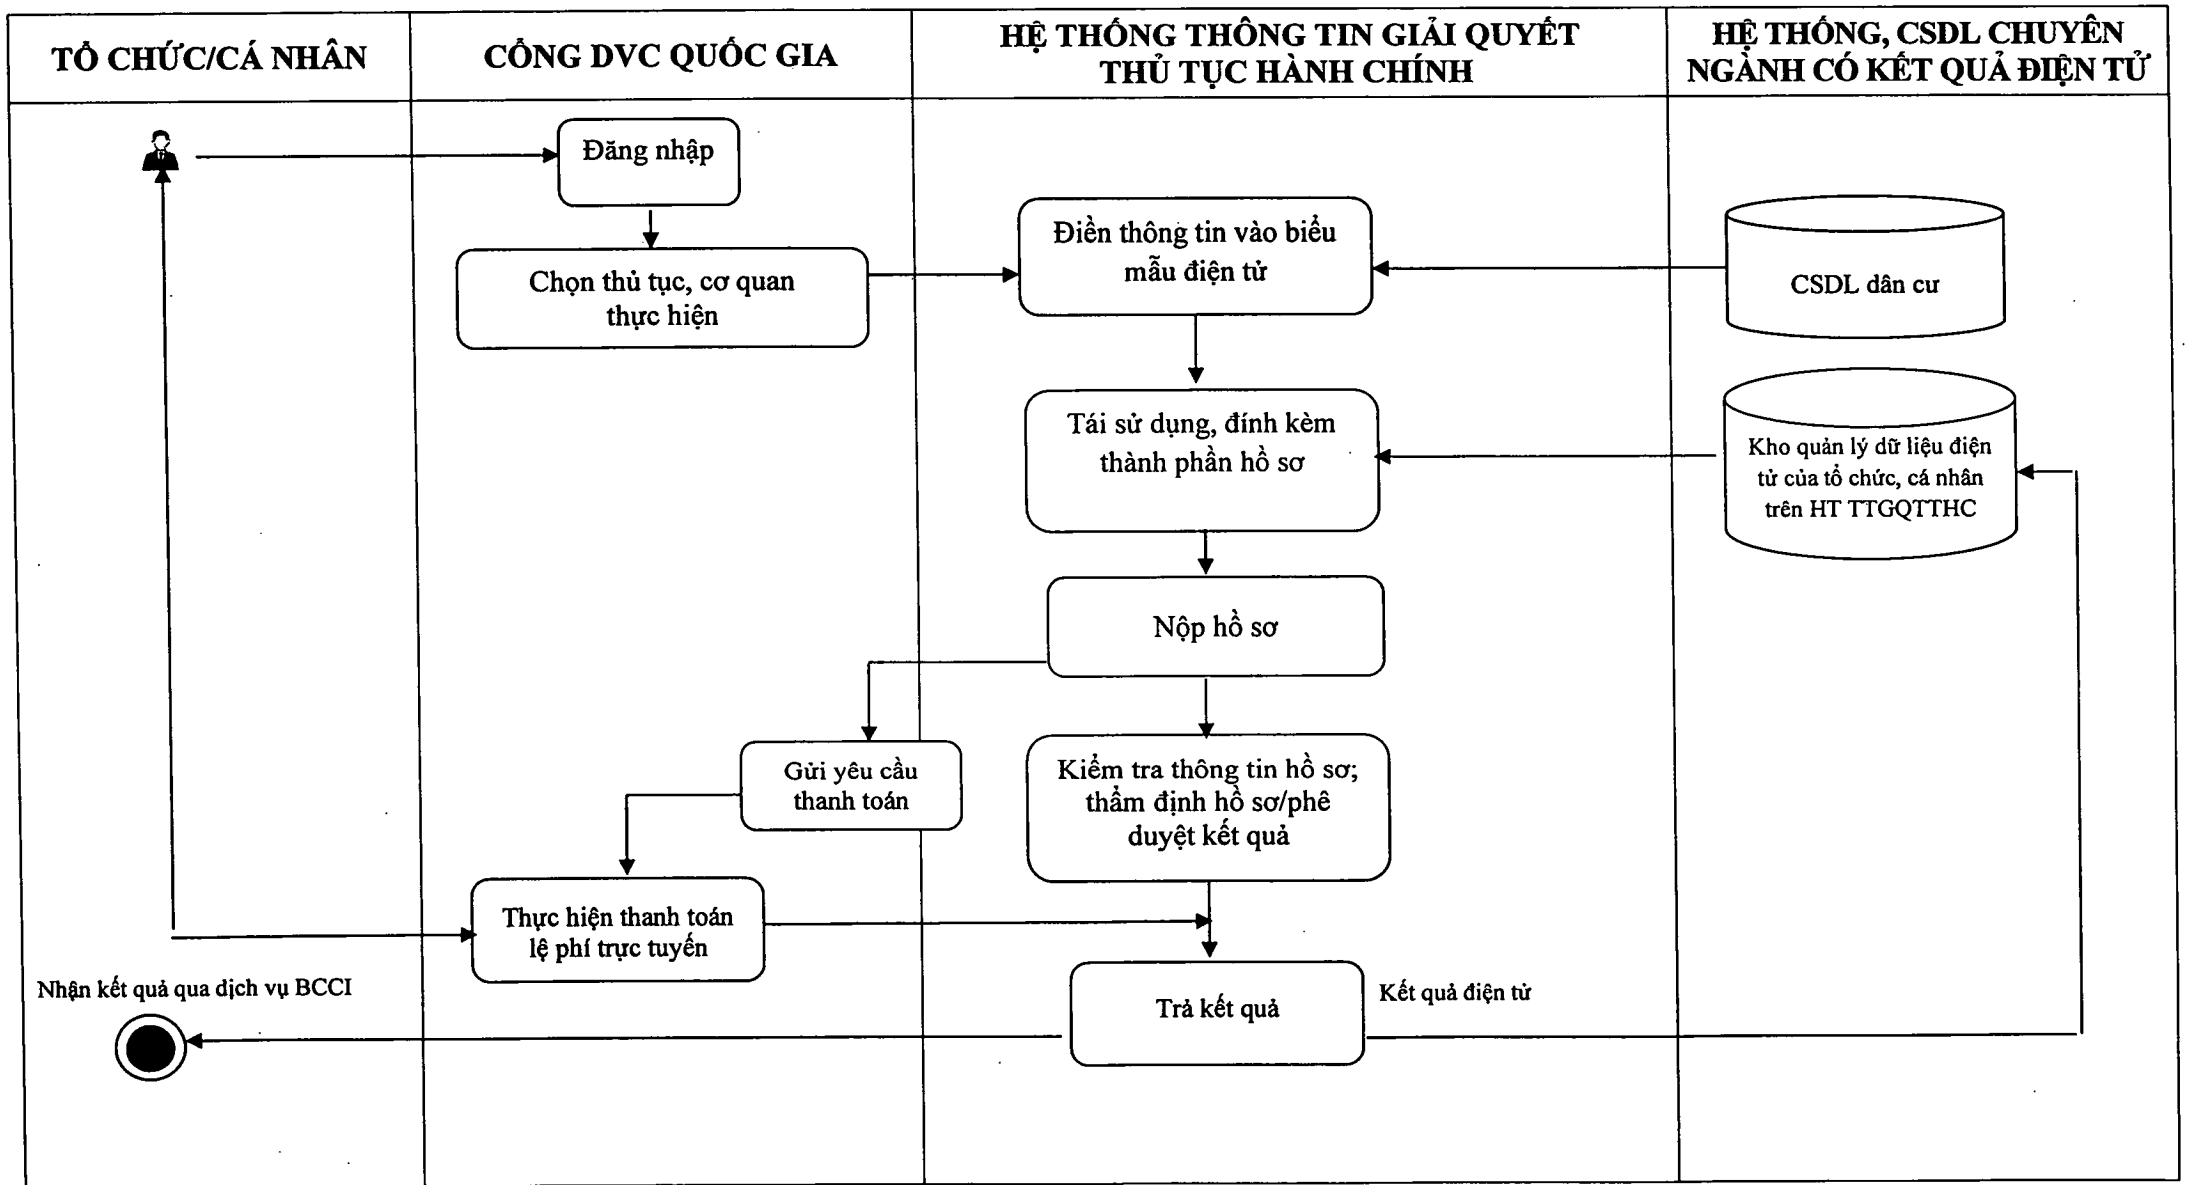 TỔ CHỨC/CÁ NHÂN
CỔNG DVC QUỐC GIA
HỆ THỐNG THÔNG TIN GIẢI QUYẾT
THỦ TỤC HÀNH CHÍNH
HỆ THỐNG, CSDL CHUYÊN
NGÀNH CÓ KẾT QUẢ ĐIỆN TỬ
Đăng nhập
Chọn thủ tục, cơ quan
thực hiện
Điền thông tin vào biểu
mẫu điện tử
CSDL dân cư
Tái sử dụng, đính kèm
thành phần hồ sơ
Kho quản lý dữ liệu điện
tử của tổ chức, cá nhân
trên HT TTGQTTHC
Nộp hồ sơ
Gửi yêu cầu
thanh toán
Kiểm tra thông tin hồ sơ;
thẩm định hồ sơ/phê
duyệt kết quả
Thực hiện thanh toán
lệ phí trực tuyến
Nhận kết quả qua dịch vụ BCCI
Trả kết quả
Kết quả điện tử